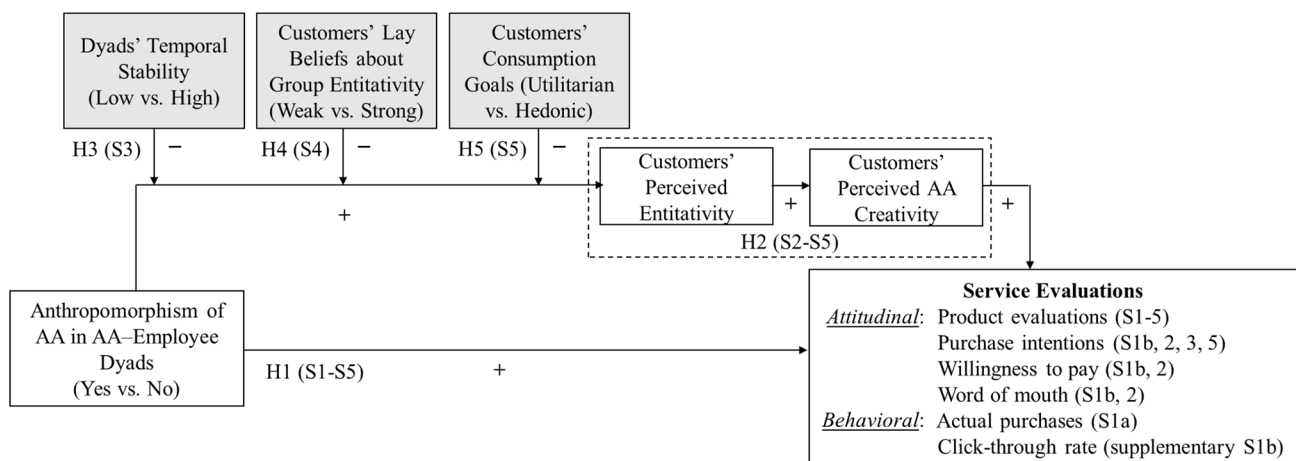 Dyads’ Temporal
Stability
(Low vs. High)
Customers’ Lay
Beliefs about
Group Entitativity
(Weak vs. Strong)
Customers’
Consumption
Goals (Utilitarian
vs. Hedonic)
H3 (S3)
−
H4 (S4)
−
H5 (S5)
−
+
Customers’
Perceived
Entitativity
+
Customers’
Perceived AA
Creativity
+
H2 (S2-S5)
Anthropomorphism of
AA in AA–Employee
Dyads
(Yes vs. No)
H1 (S1-S5)
+
Service Evaluations
Attitudinal: Product evaluations (S1-5)
Purchase intentions (S1b, 2, 3, 5)
Willingness to pay (S1b, 2)
Word of mouth (S1b, 2)
Behavioral: Actual purchases (S1a)
Click-through rate (supplementary S1b)